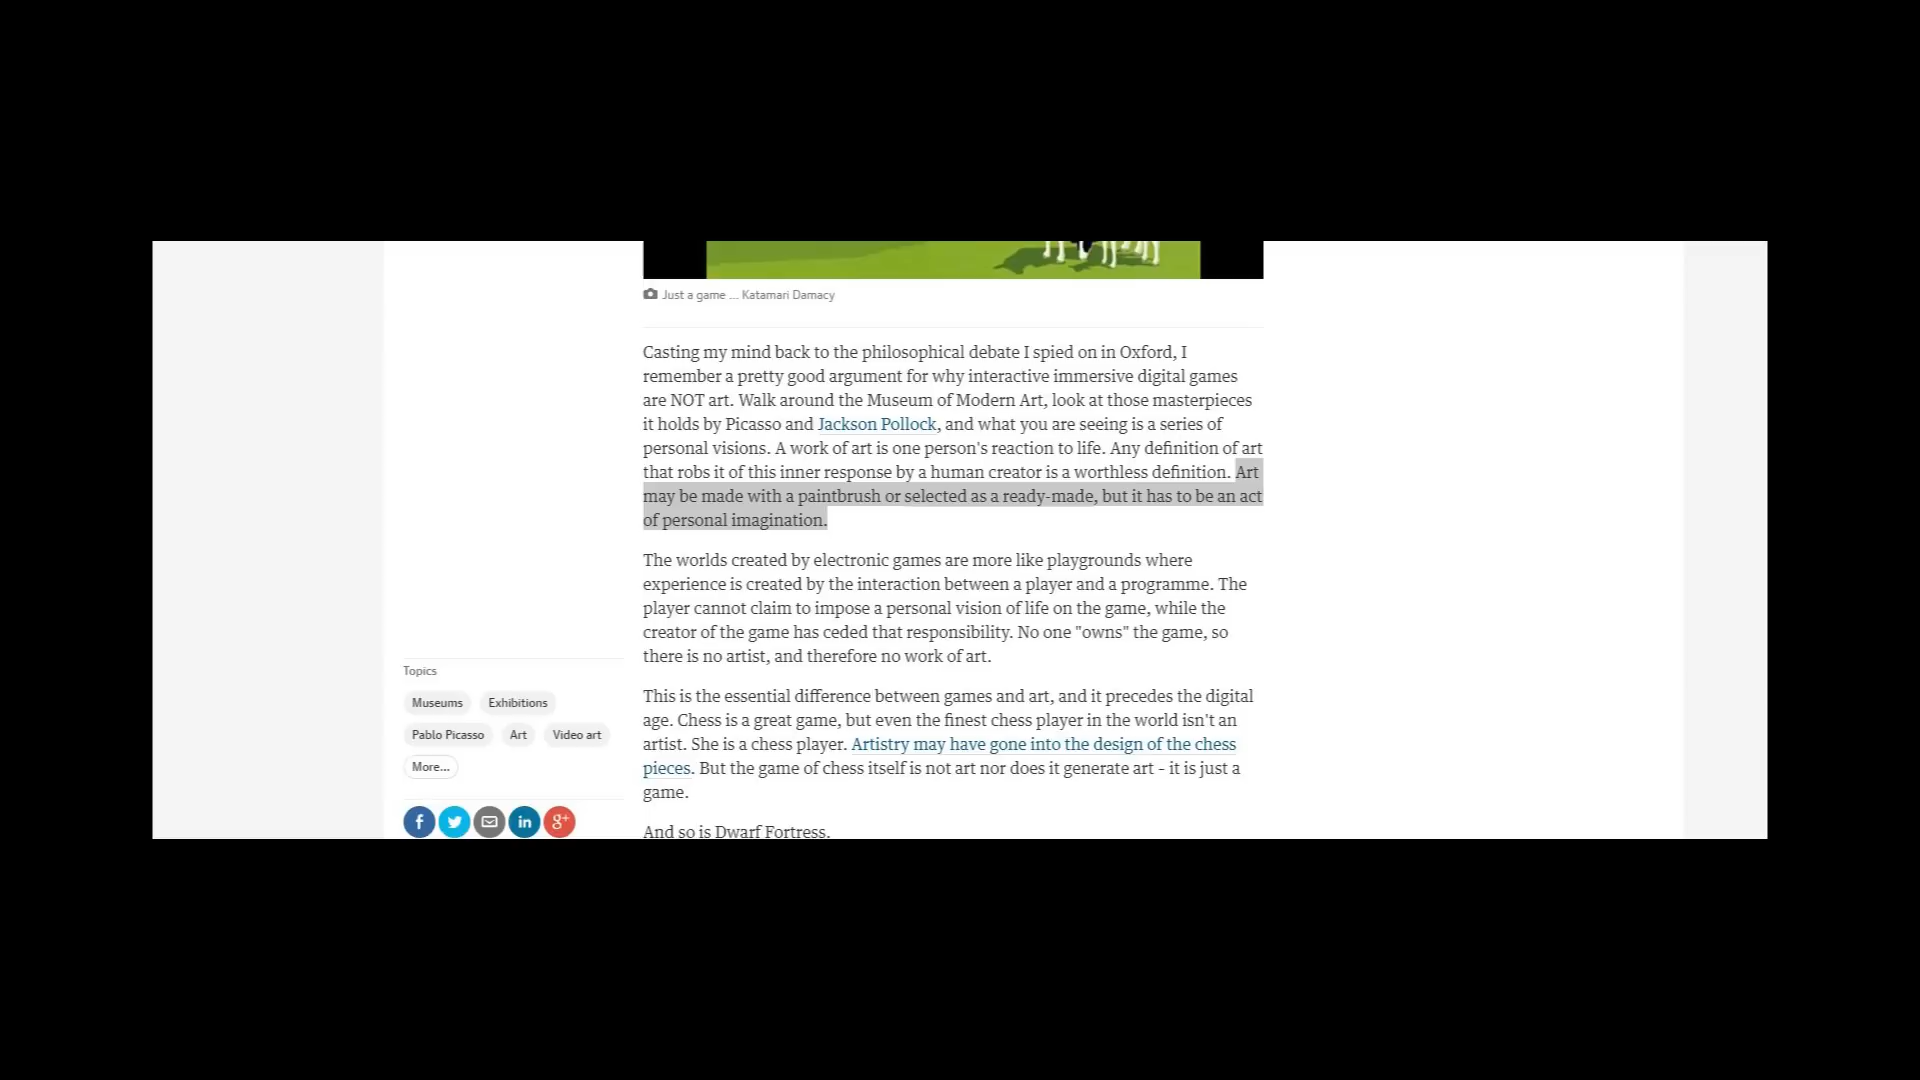 Just a game ... Katamari Damacy
Casting my mind back to the philosophical debate I spied on in Oxford, I
remember a pretty good argument for why interactive immersive digital games
are NOT art. Walk around the Museum of Modern Art, look at those masterpieces
it holds by Picasso and Jackson Pollock, and what you are seeing is a series of
personal visions. A work of art is one person's reaction to life. Any definition of art
that robs it of this inner response by a human creator is a worthless definition. Art
may be made with a paintbrush or selected as a ready-made, but it has to be an act
of personal imagination.
The worlds created by electronic games are more like playgrounds where
experience is created by the interaction between a player and a programme. The
player cannot claim to impose a personal vision of life on the game, while the
creator of the game has ceded that responsibility. No one "owns" the game, so
there is no artist, and therefore no work of art.
This is the essential difference between games and art, and it precedes the digital
age. Chess is a great game, but even the finest chess player in the world isn't an
artist. She is a chess player. Artistry may have gone into the design of the chess
pieces. But the game of chess itself is not art nor does it generate art - it is just a
game.
And so is Dwarf Fortress.
Topics
Museums Exhibitions
Pablo Picasso Art Video art
More...
f in g+